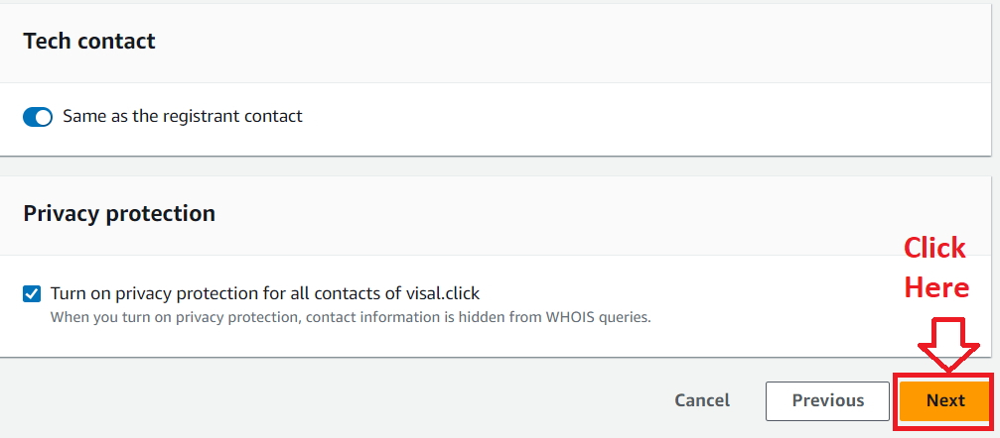 Tech contact
Same as the registrant contact
Privacy protection
Turn on privacy protection for all contacts of visal.click
When you turn on privacy protection, contact information is hidden from WHOIS queries.
Click
Here
Cancel
Previous
Next